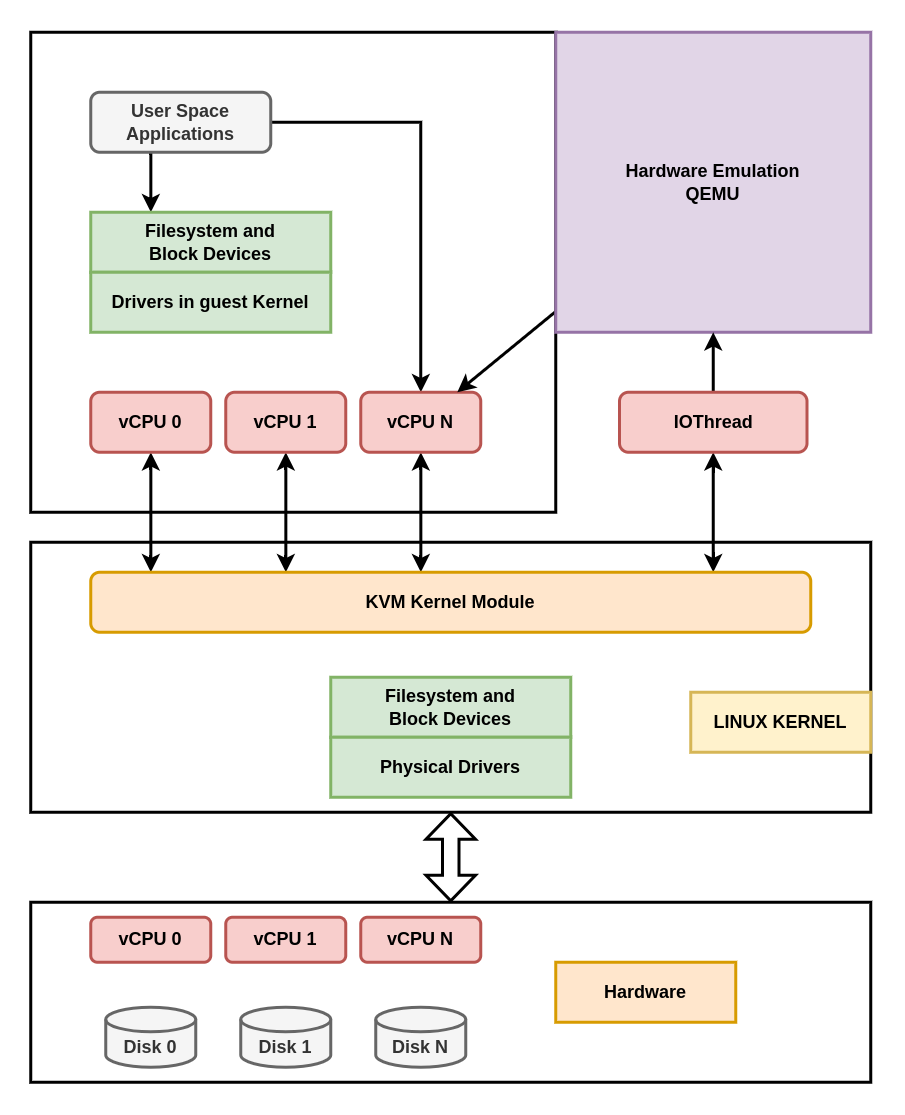 User Space
Applications
Hardware Emulation
QEMU
Filesystem and
Block Devices
Drivers in guest Kernel
vCPU 0
vCPU 1
vCPU N
IOThread
KVM Kernel Module
Filesystem and
Block Devices
LINUX KERNEL
Physical Drivers
vCPU 0
vCPU 1
vCPU N
Hardware
Disk 0
Disk 1
Disk N